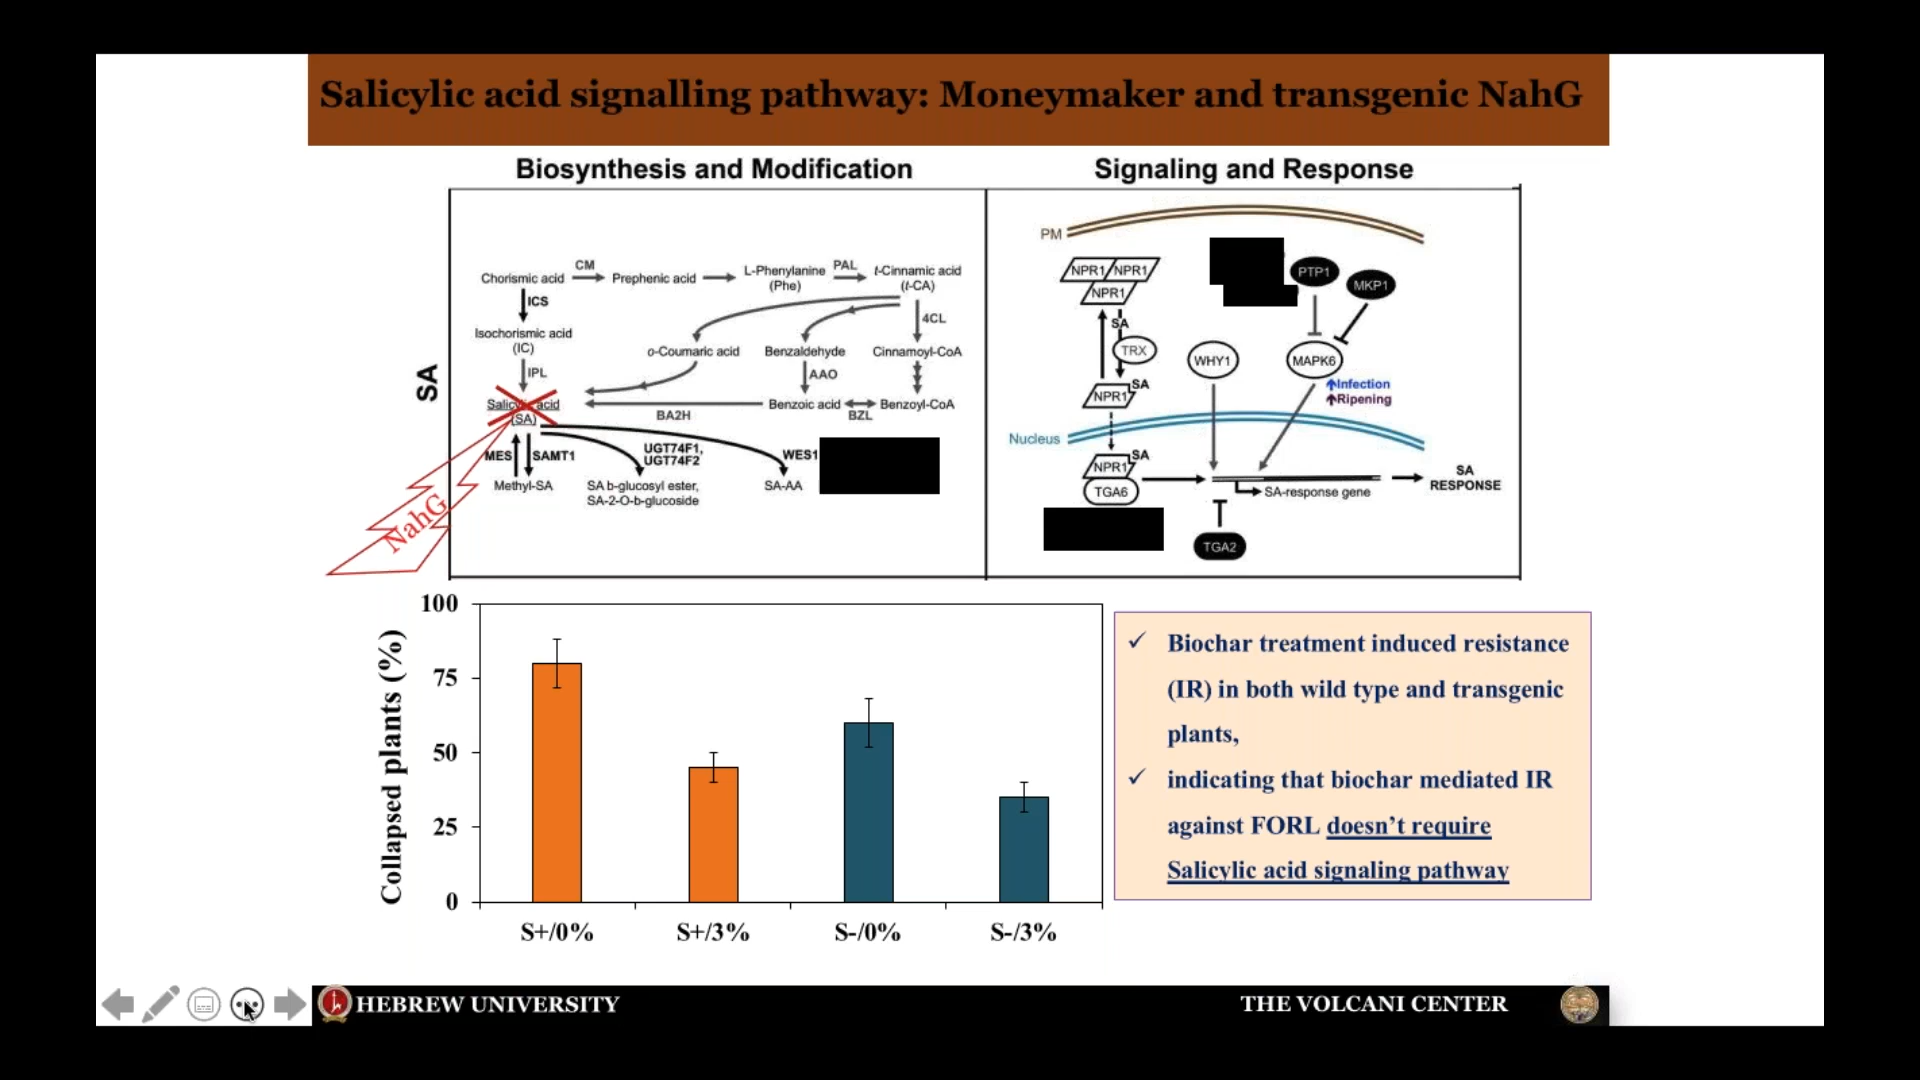 Salicylic acid signalling pathway: Moneymaker and transgenic NahG
Biosynthesis and Modification
Signaling and Response
SA
Chorismic acid
CM
Prephenic acid
L-Phenylanine
(Phe)
PAL
t-Cinnamic acid
(t-CA)
ICS
4CL
Isochorismic acid
(IC)
o-Coumaric acid
Benzaldehyde
Cinnamoyl-CoA
IPL
AAO
Salicylic acid
(SA)
BA2H
Benzoic acid
BZL
Benzoyl-CoA
MES
SAMT1
UGT74F1,
UGT74F2
WES1
Methyl-SA
SA b-glucosyl ester,
SA-2-O-b-glucoside
SA-AA
NahG
PM
NPR1
NPR1
NPR1
PTP1
MKP1
SA
TRX
WHY1
MAPK6
Infection
Ripening
NPR1
SA
Nucleus
NPR1
SA
TGA6
SA-response gene
SA
RESPONSE
TGA2
Collapsed plants (%)
100
75
50
25
0
S+/0%
S+/3%
S-/0%
S-/3%
✓ Biochar treatment induced resistance
(IR) in both wild type and transgenic
plants,
✓ indicating that biochar mediated IR
against FORL doesn’t require
Salicylic acid signaling pathway
HEBREW UNIVERSITY
THE VOLCANI CENTER